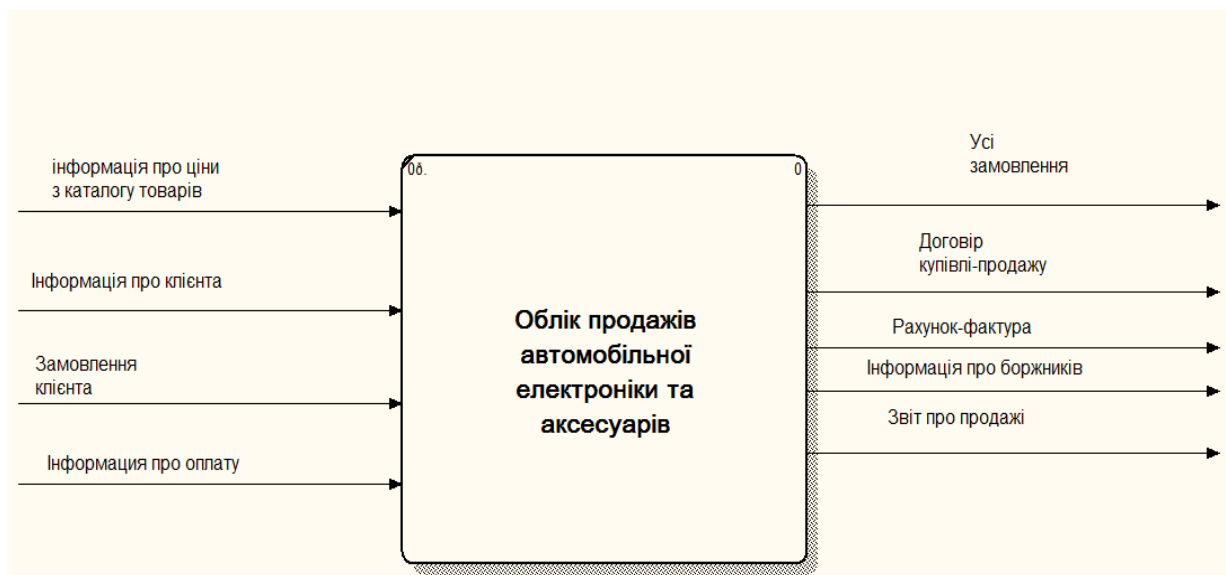 інформація про ціни
з каталогу товарів
Інформація про клієнта
Замовлення
клієнта
Інформация про оплату
0ð.
0
Облік продажів
автомобільної
електроніки та
аксесуарів
Усі
замовлення
Договір
купівлі-продажу
Рахунок-фактура
Інформація про боржників
Звіт про продажі